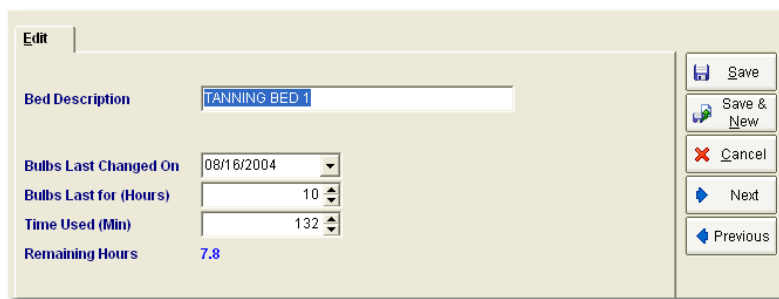 Edit
Bed Description TANNING BED 1
Bulbs Last Changed On 08/16/2004
Bulbs Last for (Hours) 10
Time Used (Min) 132
Remaining Hours 7.8
Save
Save &
New
Cancel
Next
Previous